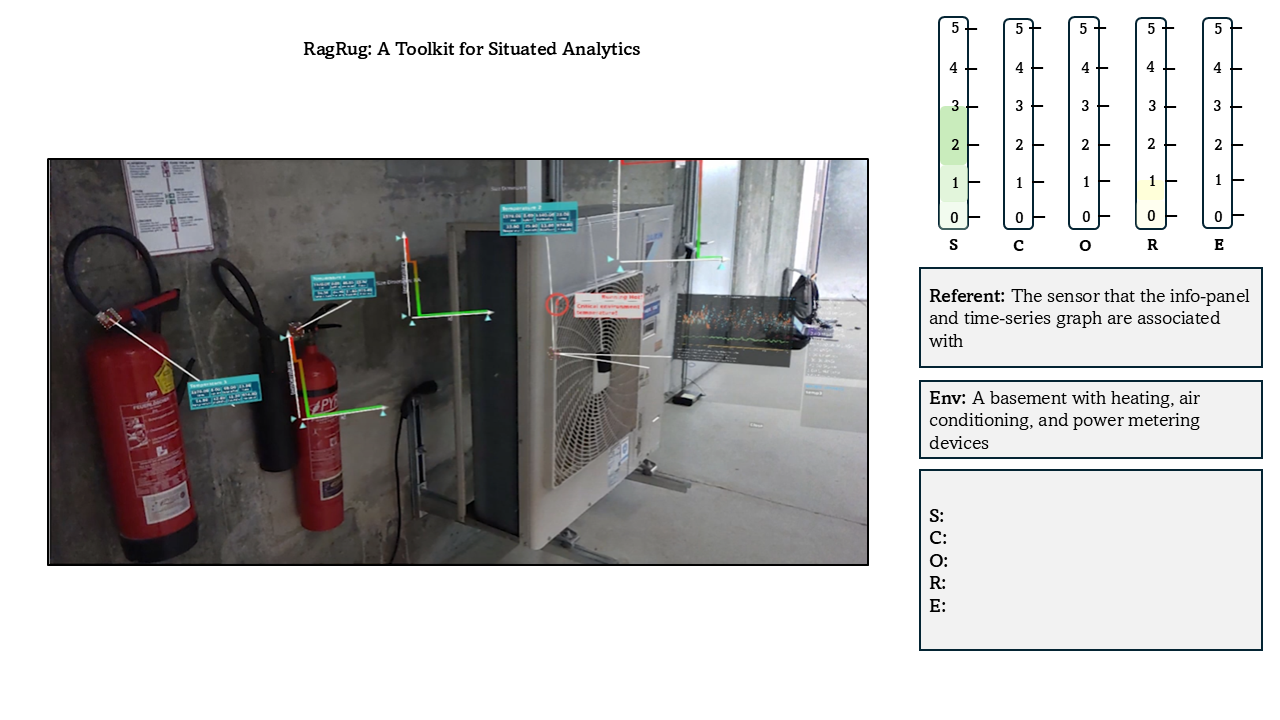 RagRug: A Toolkit for Situated Analytics
5 5 5 5 5
4 4 4 4 4
3 3 3 3 3
2 2 2 2 2
1 1 1 1 1
0 0 0 0 0
S C O R E
Referent: The sensor that the info-panel
and time-series graph are associated
with
Env: A basement with heating, air
conditioning, and power metering
devices
S:
C:
O:
R:
E: